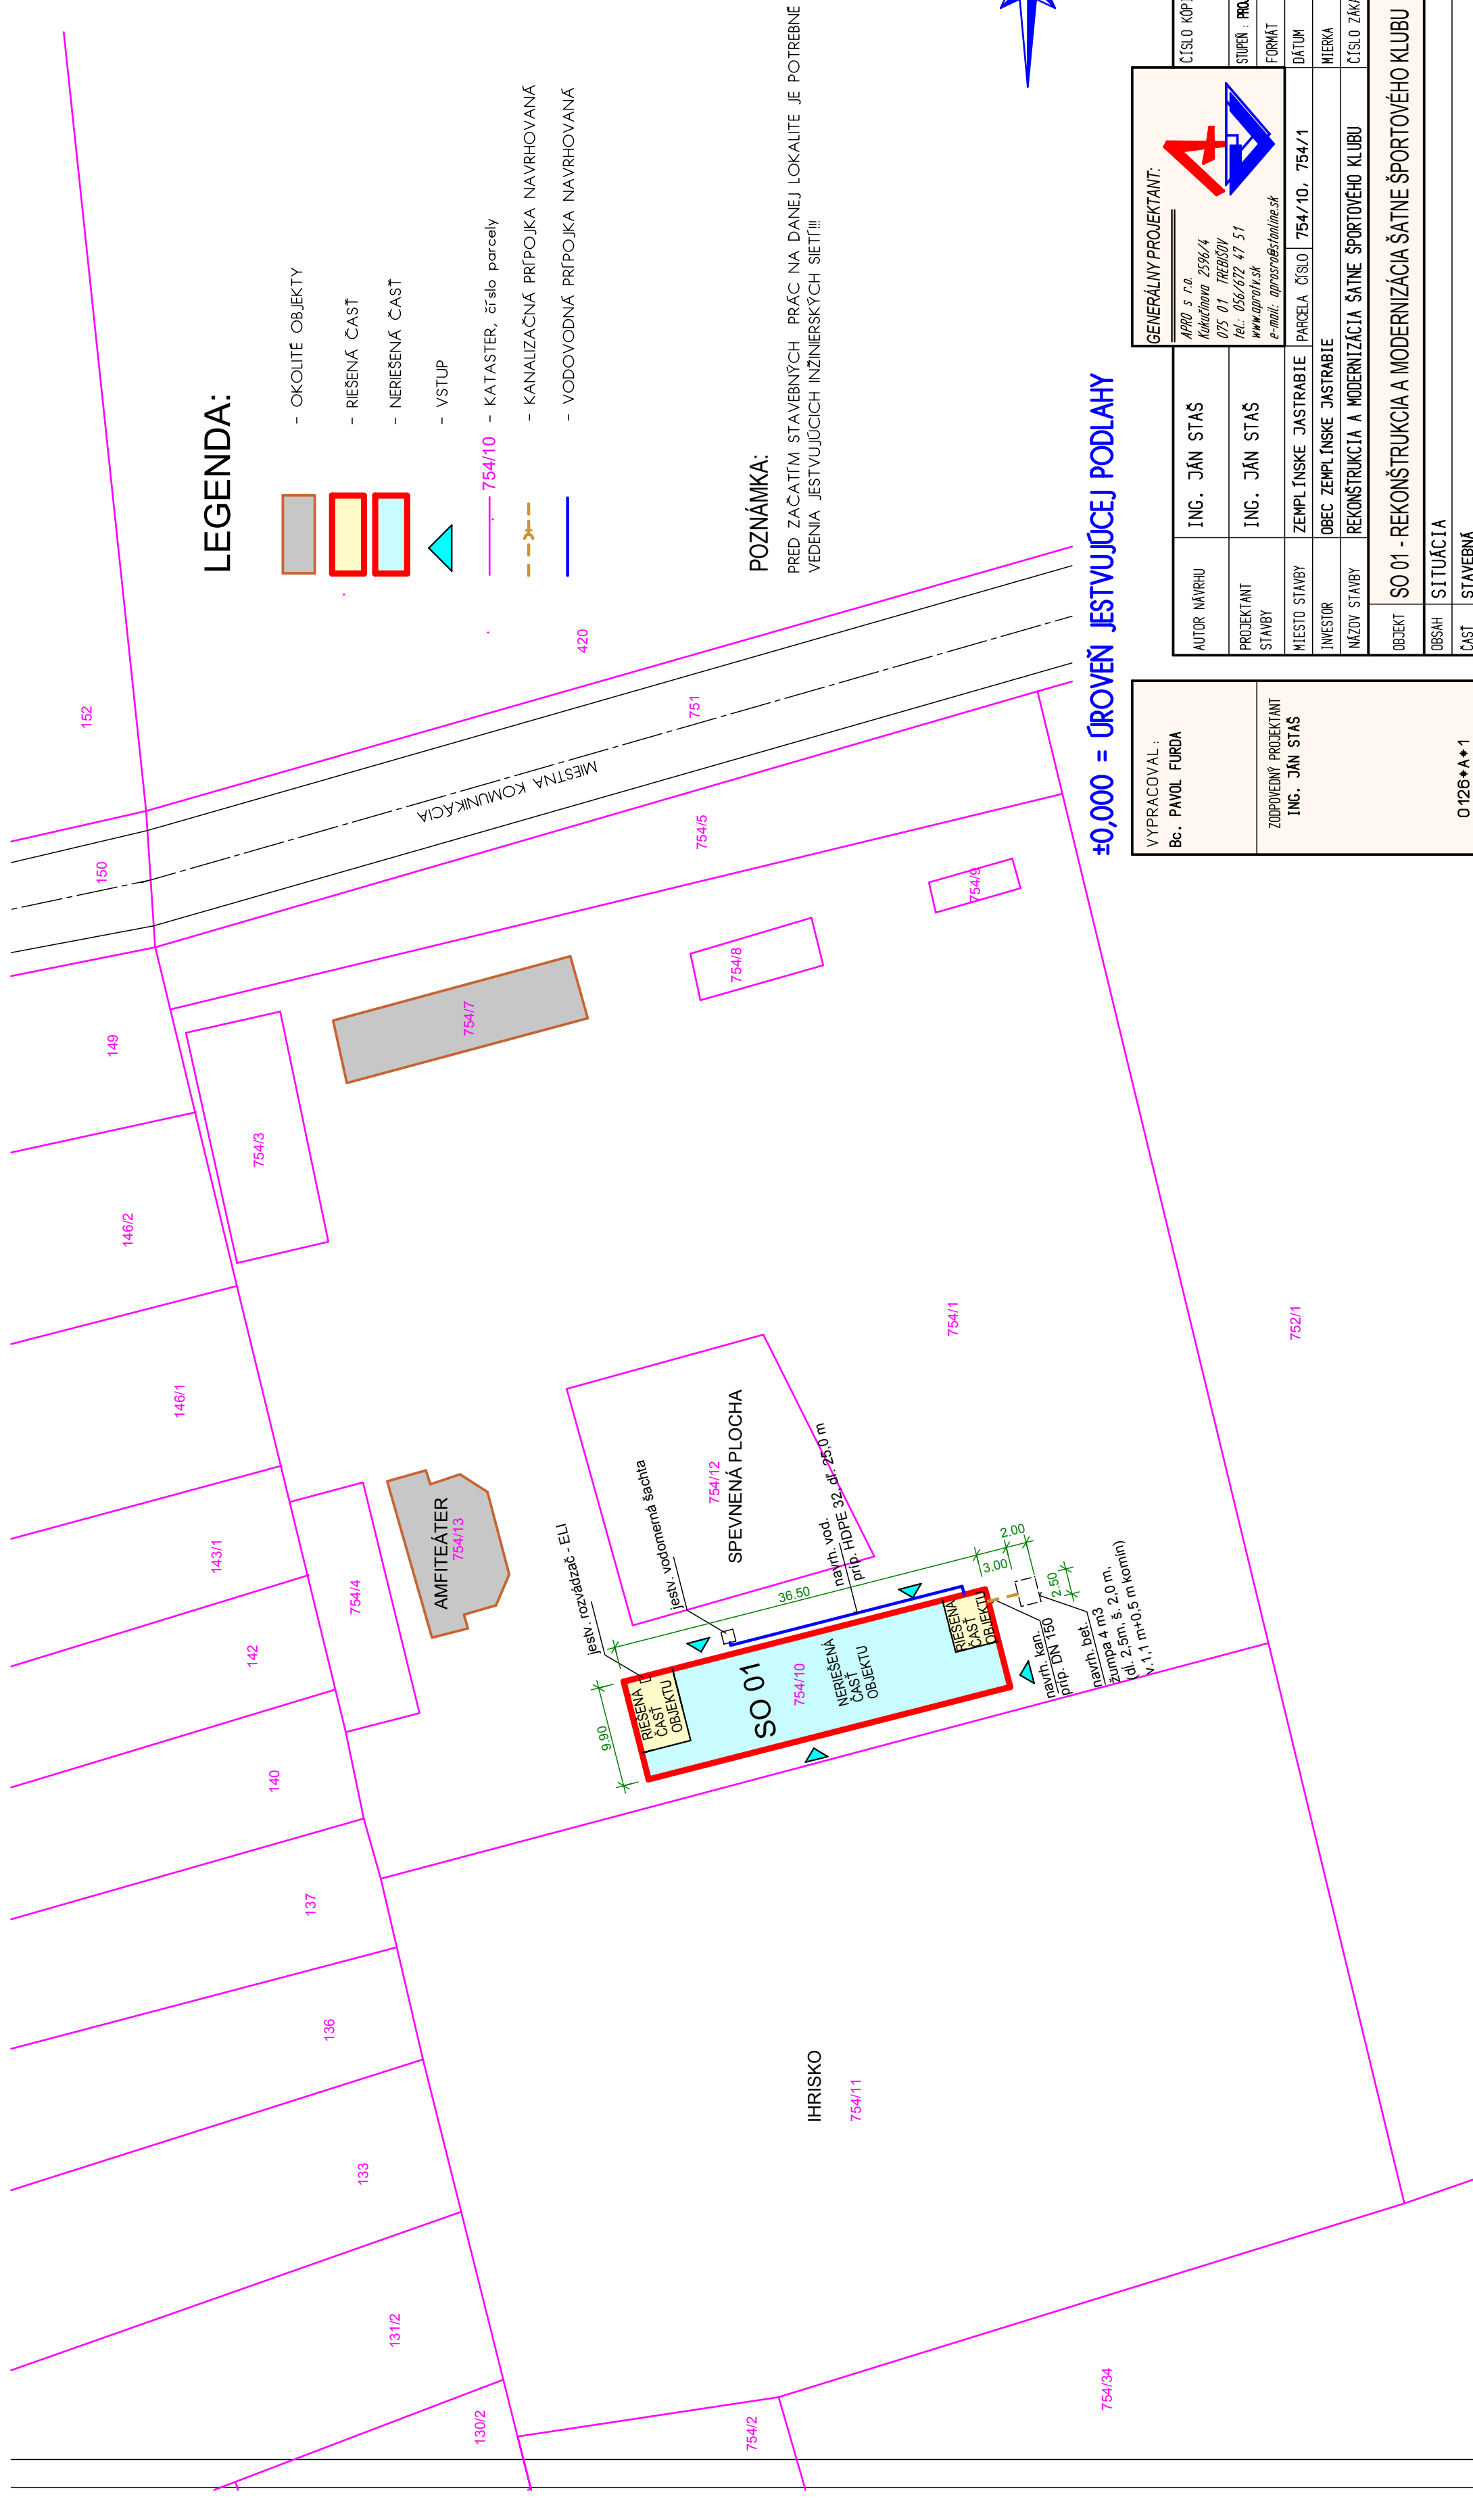 LEGENDA:
- OKOLITÉ OBJEKTY
- RIEŠENÁ ČASŤ
- NERIEŠENÁ ČASŤ
- VSTUP
754/10 - KATASTER, číslo parcely
- KANALIZAČNÁ PRÍPOJKA NAVRHOVANÁ
- VODOVODNÁ PRÍPOJKA NAVRHOVANÁ
POZNÁMKA:
PRED ZAČATÍM STAVEBNÝCH PRÁC NA DANEJ LOKALITE JE POTREBNÉ
VEDENIA JESTVUJÚCICH INŽINIERSKÝCH SIETÍ!!!
152
150
149
146/2
146/1
143/1
142
140
137
136
133
131/2
130/2
420
751
MIESTNA KOMUNIKÁCIA
754/5
754/9
754/8
754/7
754/3
754/1
752/1
754/4
AMFITEÁTER
754/13
754/12
SPEVNENÁ PLOCHA
jestv. rozvádzač - ELI
jestv. vodomerná šachta
navrh. vod.
príp. HDPE 32, dĺ. 25,0 m
36.50
9.90
3.00
2.00
2.50
RIEŠENÁ
ČASŤ
OBJEKTU
SO 01
754/10
NERIEŠENÁ
ČASŤ
OBJEKTU
RIEŠENÁ
ČASŤ
OBJEKTU
navrh. kan.
príp. DN 150
navrh. bet.
žumpa 4 m3
(dl. 2,5m, š. 2,0 m,
v.1,1 m+0,5 m komín)
IHRISKO
754/11
754/2
754/34
±0,000 = ÚROVEŇ JESTVUJÚCEJ PODLAHY
VYPRACOVAL :
Bc. PAVOL FURDA
ZODPOVEDNÝ PROJEKTANT
ING. JÁN STAŠ
0126*A*1
GENERÁLNY PROJEKTANT:
APRO s r.o.
Kukučínova 2596/4
075 01 TREBIŠOV
tel.: 056/672 47 51
www.aprotv.sk
e-mail: aprosro@stonline.sk
AUTOR NÁVRHU ING. JÁN STAŠ
PROJEKTANT
STAVBY ING. JÁN STAŠ
MIESTO STAVBY ZEMPLÍNSKE JASTRABIE PARCELA ČÍSLO 754/10, 754/1
INVESTOR OBEC ZEMPLÍNSKE JASTRABIE
NÁZOV STAVBY REKONŠTRUKCIA A MODERNIZÁCIA ŠATNE ŠPORTOVÉHO KLUBU
OBJEKT SO 01 - REKONŠTRUKCIA A MODERNIZÁCIA ŠATNE ŠPORTOVÉHO KLUBU
OBSAH SITUÁCIA
ČASŤ STAVEBNÁ
ČÍSLO KÓPI
STUPEŇ : PROJ
FORMÁT
DÁTUM
MIERKA
ČÍSLO ZÁKA